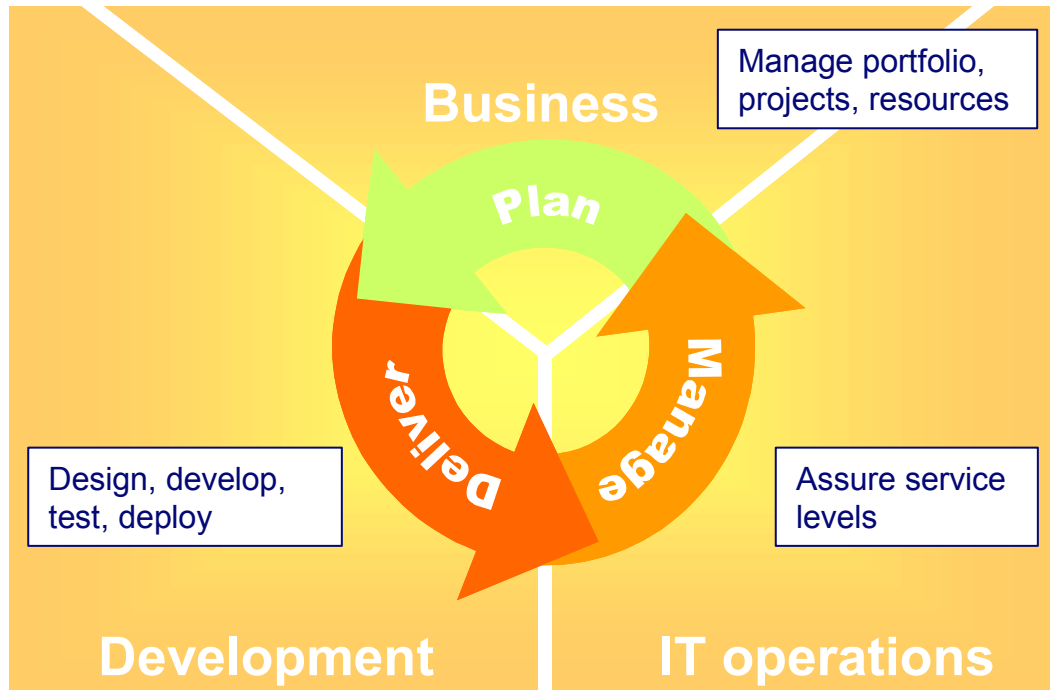 Business
Manage portfolio,
projects, resources
Plan
Deliver
Manage
Design, develop,
test, deploy
Assure service
levels
Development
IT operations